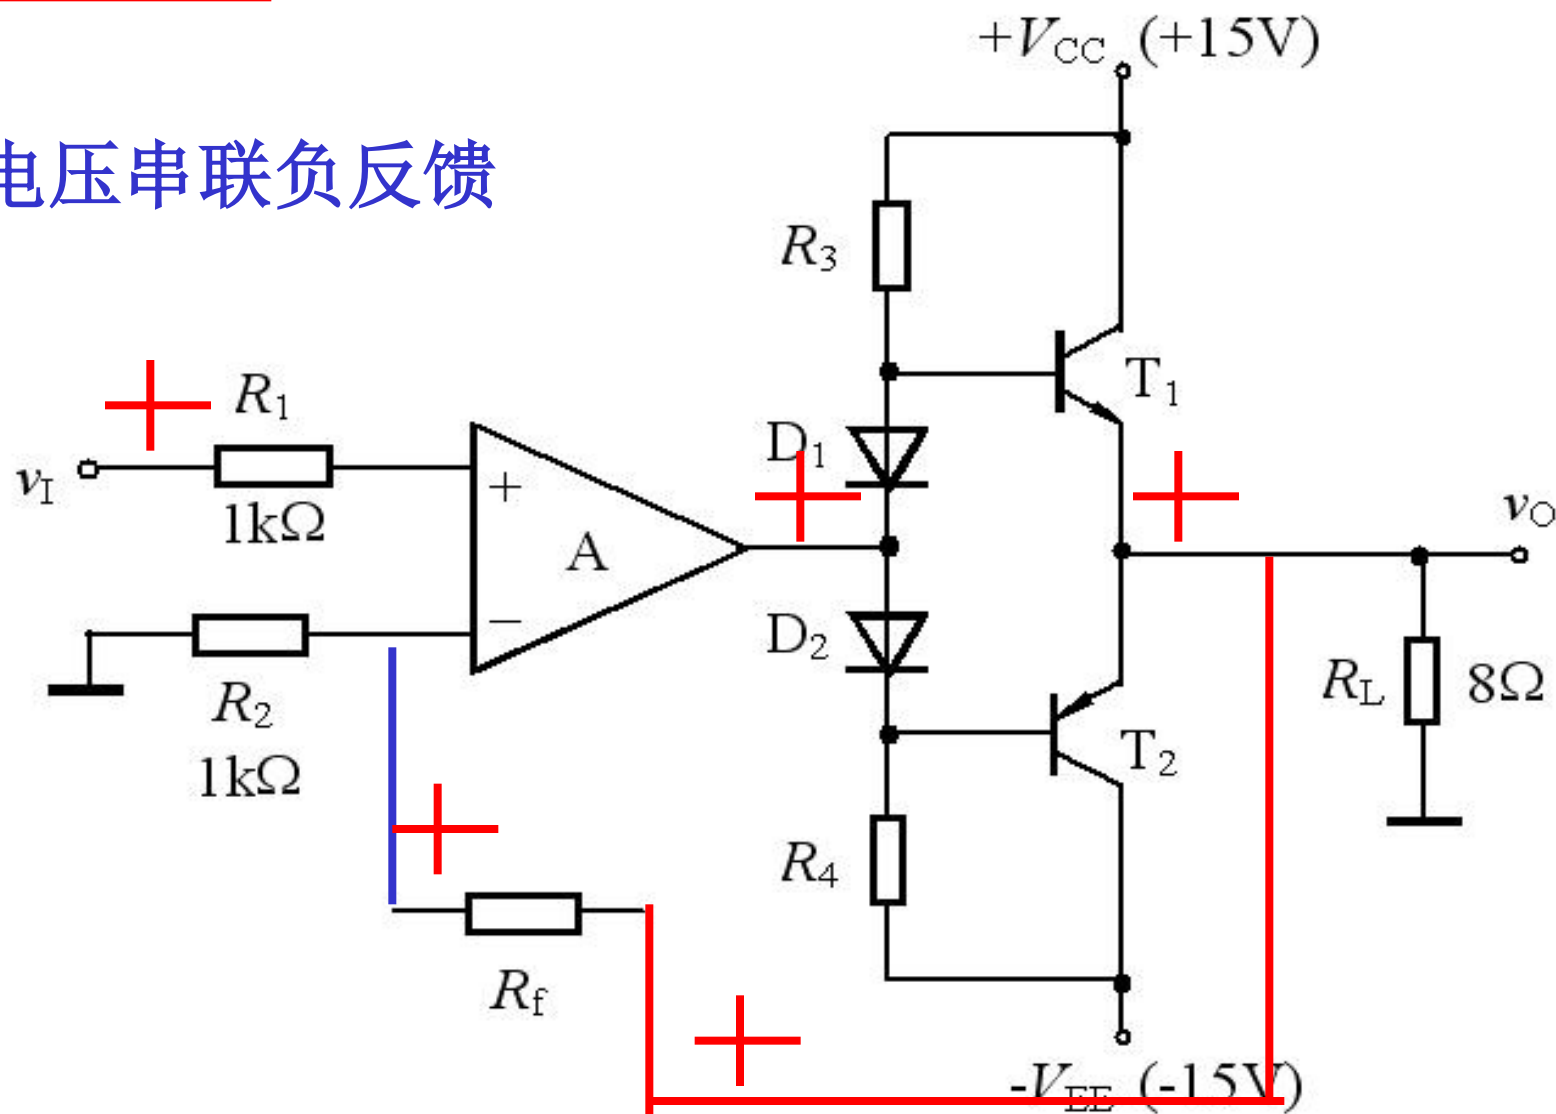 +VCC (+15V)
电压串联负反馈
R3
R1
T1
D1
vI
+
vO
1kΩ
A
−
D2
RL 8Ω
R2
T2
1kΩ
R4
Rf
-VEE (-15V)